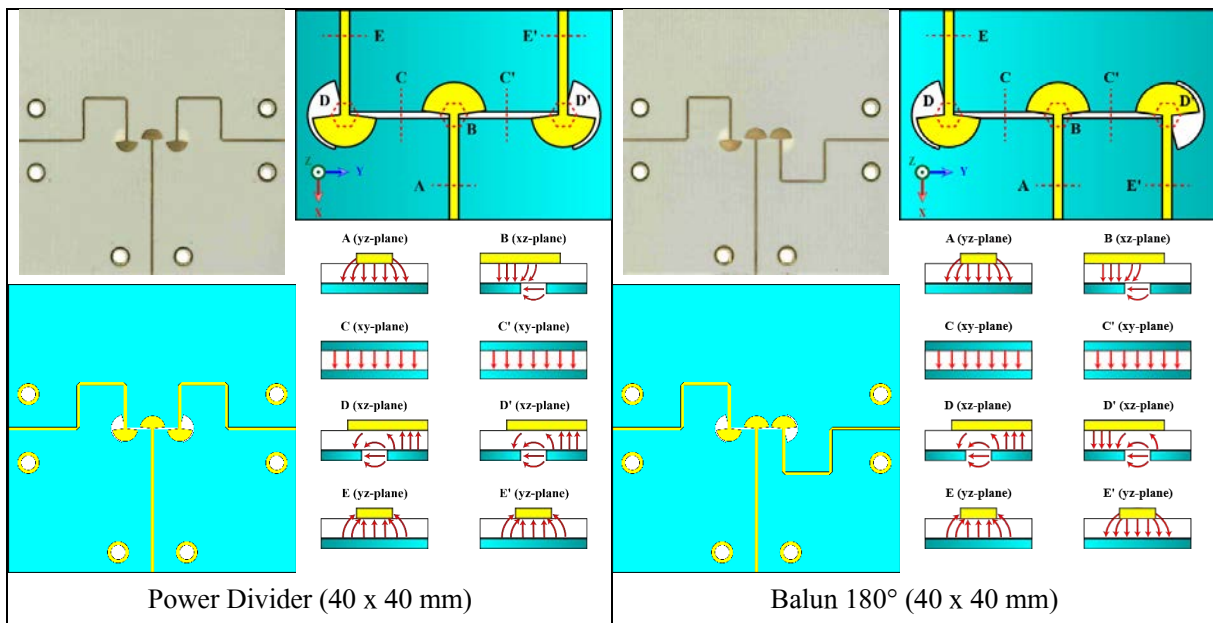 E E'
C C'
D D'
B
Z
Y
A
X
A (yz-plane) B (xz-plane)
C (xy-plane) C' (xy-plane)
D (xz-plane) D' (xz-plane)
E (yz-plane) E' (yz-plane)
Power Divider (40 x 40 mm)
E
C C'
D D'
B
Z
Y
A E'
X
A (yz-plane) B (xz-plane)
C (xy-plane) C' (xy-plane)
D (xz-plane) D' (xz-plane)
E (yz-plane) E' (yz-plane)
Balun 180° (40 x 40 mm)